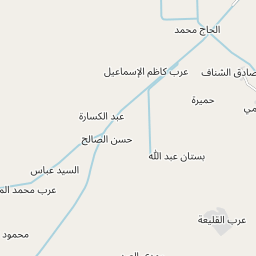 الحاج محمد
صادق الشناف
عرب كاظم الإسماعيل
حميرة
عبد الكسارة
حسن الصالح
بستان عبد الله
السيد عباس
عرب محمد
عرب القليعة
محمود